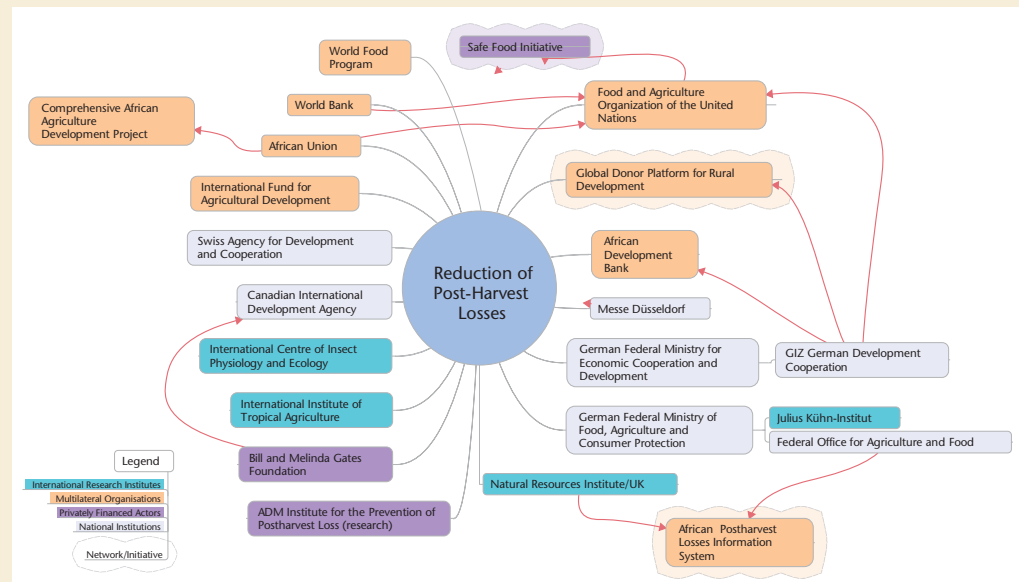 Safe Food Initiative
World Food
Program
World Bank
Food and Agriculture
Organization of the United
Nations
Comprehensive African
Agriculture
Development Project
African Union
Global Donor Platform for Rural
Development
International Fund for
Agricultural Development
Swiss Agency for Development
and Cooperation
African
Development
Bank
Reduction of
Post-Harvest
Losses
Canadian International
Development Agency
Messe Düsseldorf
International Centre of Insect
Physiology and Ecology
German Federal Ministry for
Economic Cooperation and
Development
GIZ German Development
Cooperation
International Institute of
Tropical Agriculture
German Federal Ministry of
Food, Agriculture and
Consumer Protection
Julius Kühn-Institut
Federal Office for Agriculture and Food
Bill and Melinda Gates
Foundation
Natural Resources Institute/UK
ADM Institute for the Prevention of
Postharvest Loss (research)
African Postharvest
Losses Information
System
Legend
International Research Institutes
Multilateral Organisations
Privately Financed Actors
National Institutions
Network/Initiative